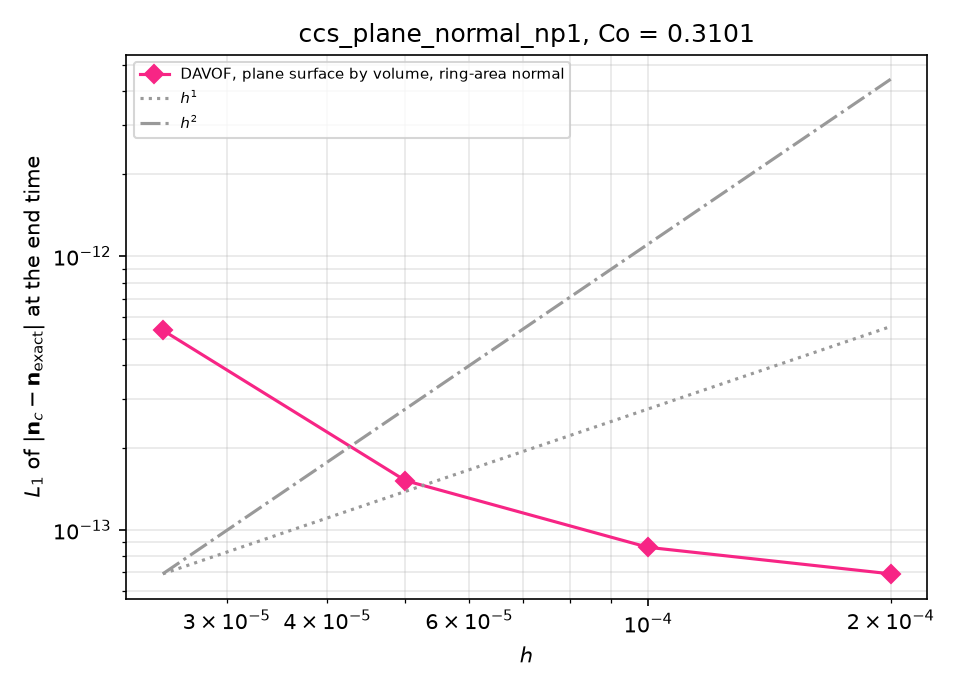 ccs_plane_normal_np1, Co = 0.3101
DAVOF, plane surface by volume, ring-area normal
h¹
h²
L₁ of |n_c − n_exact| at the end time
10⁻¹²
10⁻¹³
3 × 10⁻⁵ 4 × 10⁻⁵ 6 × 10⁻⁵ 10⁻⁴ 2 × 10⁻⁴
h